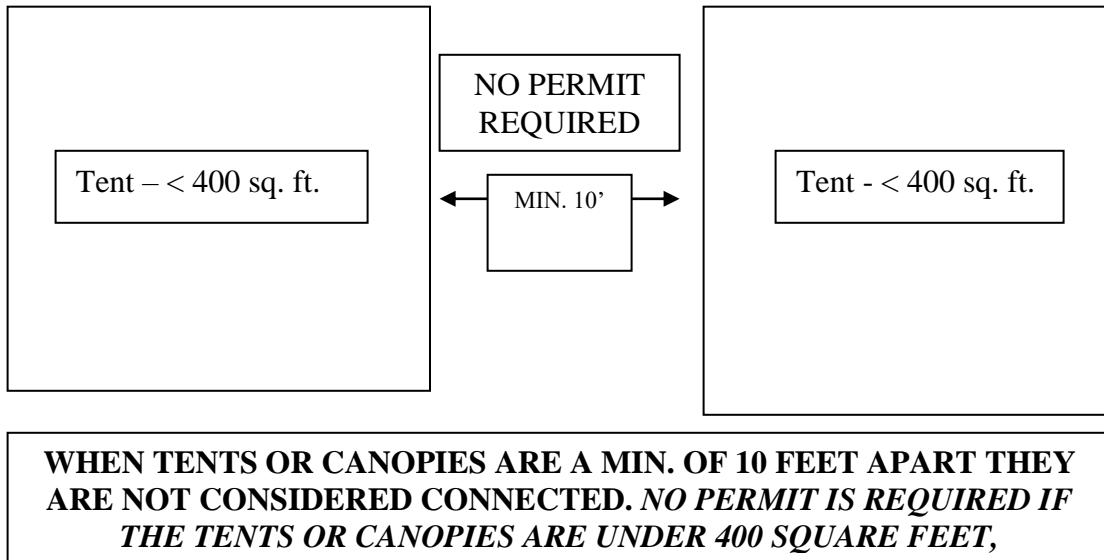 NO PERMIT
REQUIRED
Tent – < 400 sq. ft.
MIN. 10’
Tent - < 400 sq. ft.
WHEN TENTS OR CANOPIES ARE A MIN. OF 10 FEET APART THEY
ARE NOT CONSIDERED CONNECTED. NO PERMIT IS REQUIRED IF
THE TENTS OR CANOPIES ARE UNDER 400 SQUARE FEET,